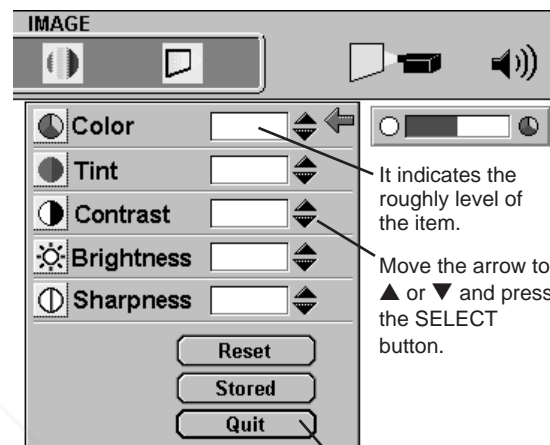 IMAGE
Color
Tint
Contrast
Brightness
Sharpness
Reset
Stored
Quit
It indicates the
roughly level of
the item.
Move the arrow to
▲ or ▼ and press
the SELECT
button.